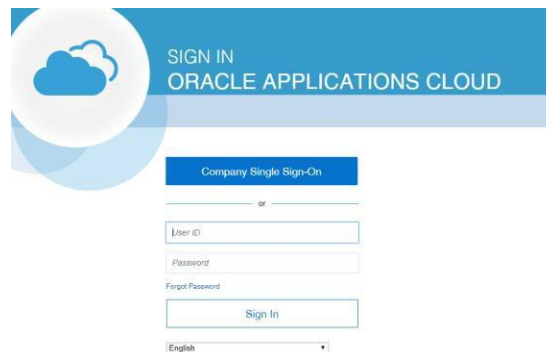 SIGN IN
ORACLE APPLICATIONS CLOUD
Company Single Sign-On
or
User ID
Password
Forgot Password
Sign In
English